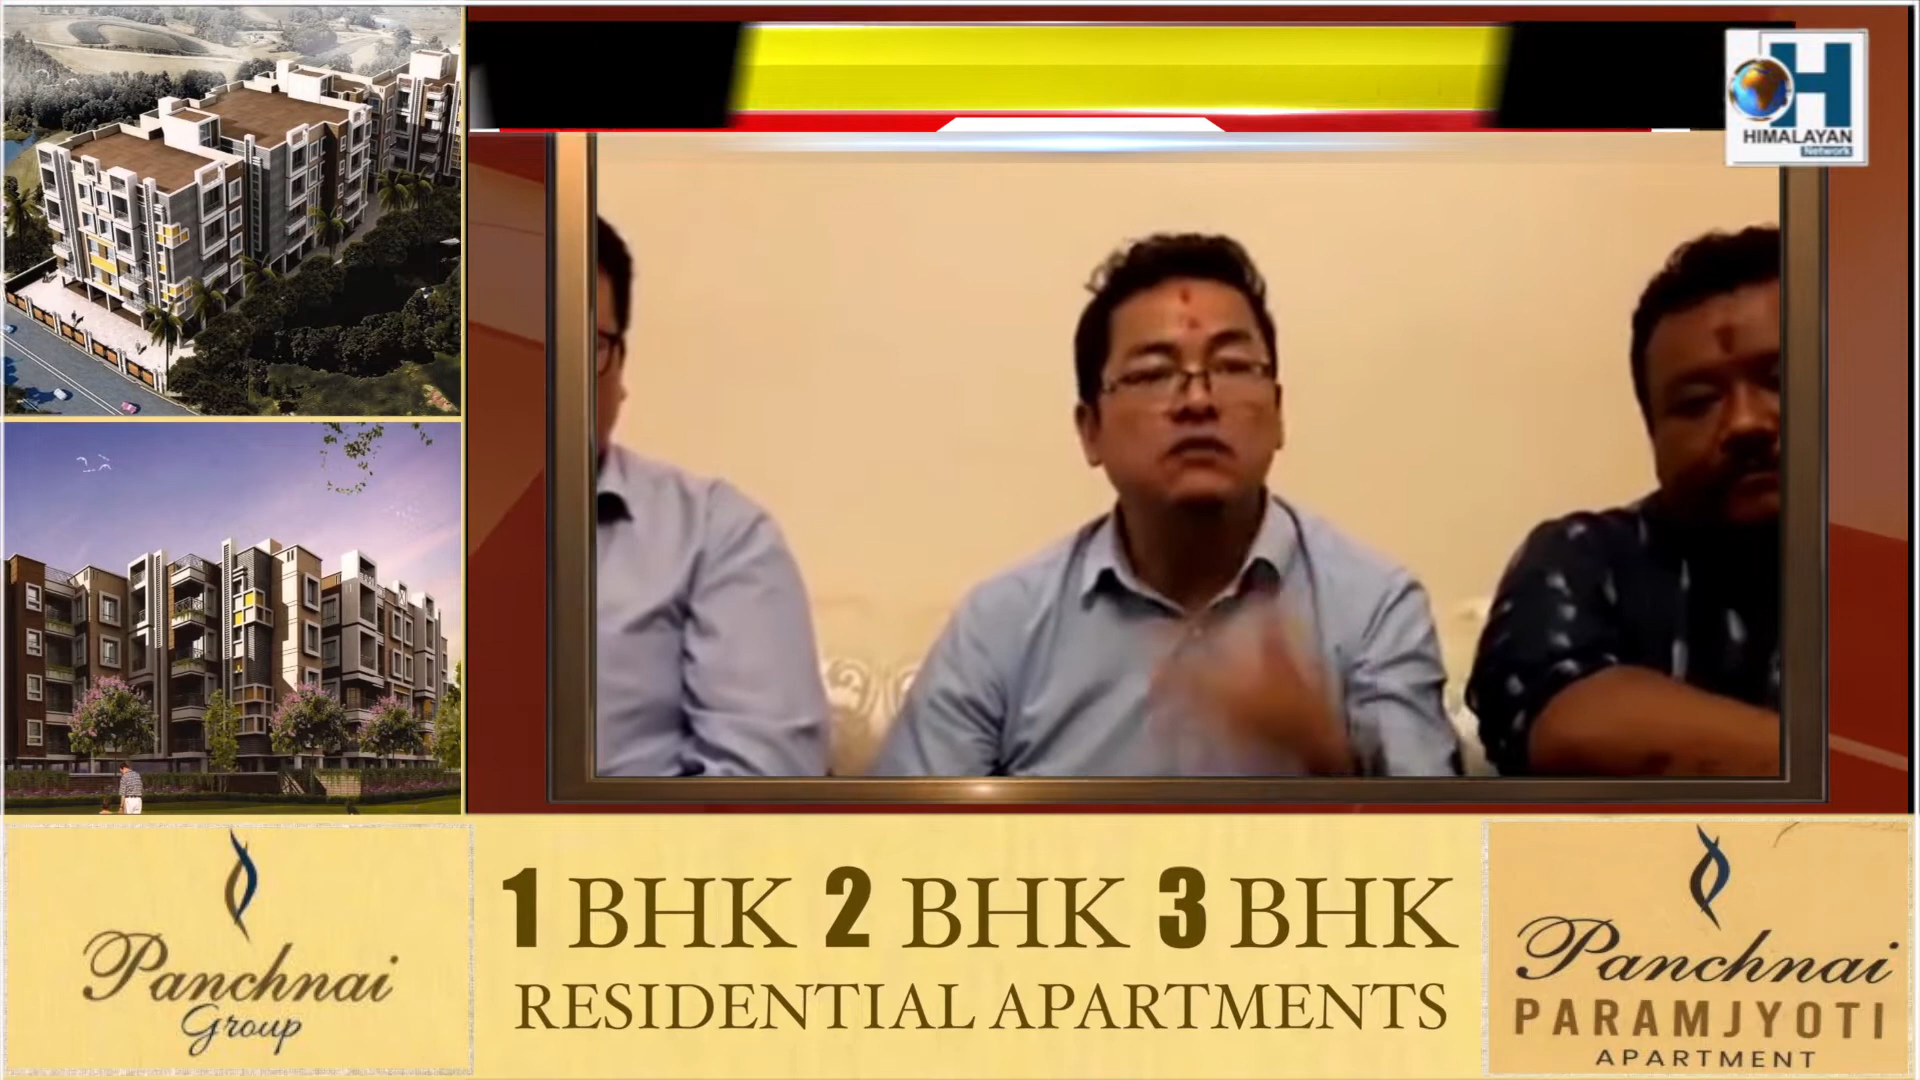 HIMALAYAN
Network
Panchnai
Group
1 BHK 2 BHK 3 BHK
RESIDENTIAL APARTMENTS
Panchnai
PARAMJYOTI
APARTMENT